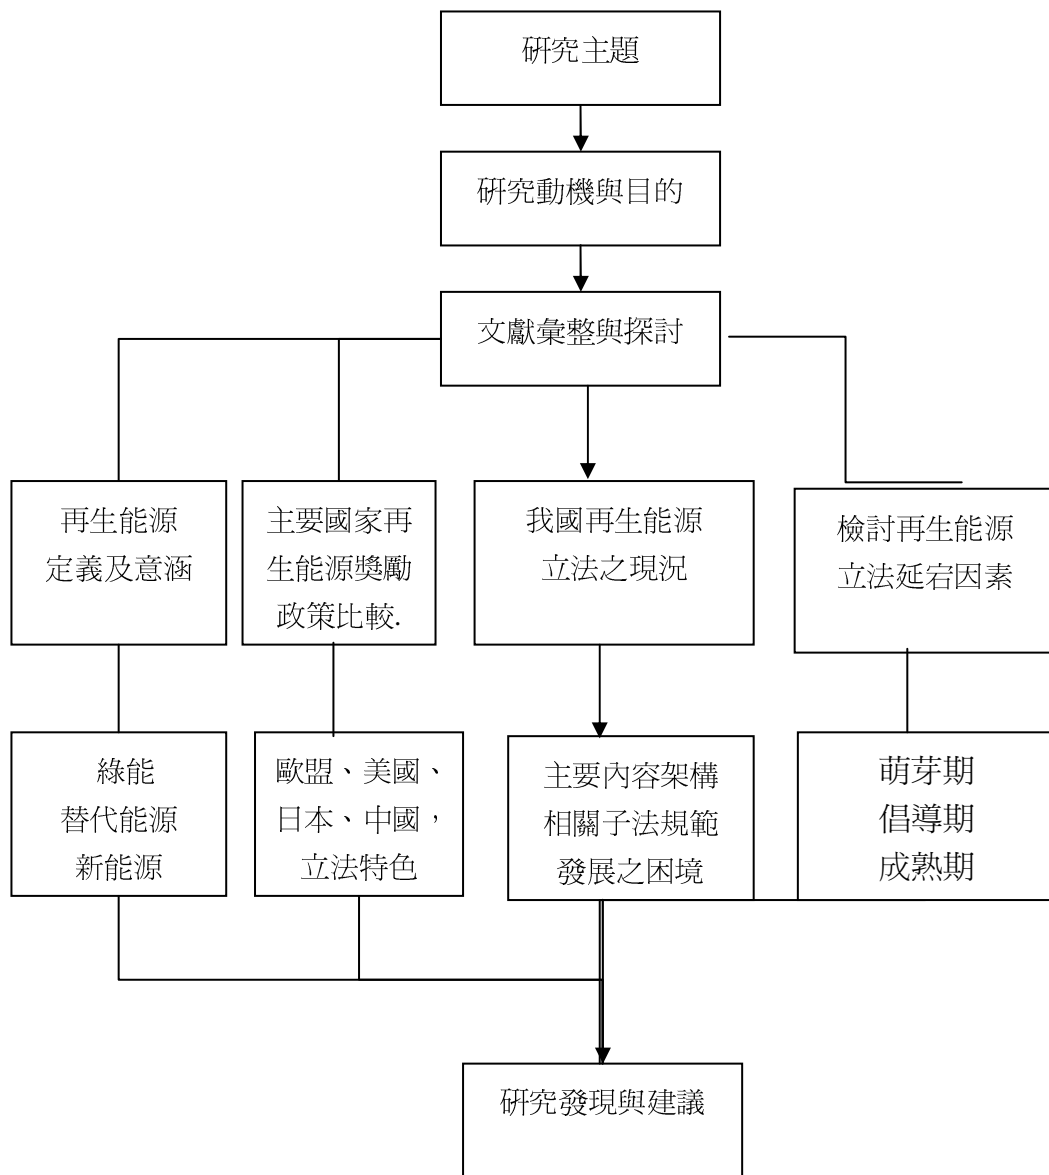 研究主題
研究動機與目的
文獻彙整與探討
再生能源
定義及意涵
主要國家再
生能源獎勵
政策比較.
我國再生能源
立法之現況
檢討再生能源
立法延宕因素
綠能
替代能源
新能源
歐盟、美國、
日本、中國，
立法特色
主要內容架構
相關子法規範
發展之困境
萌芽期
倡導期
成熟期
研究發現與建議